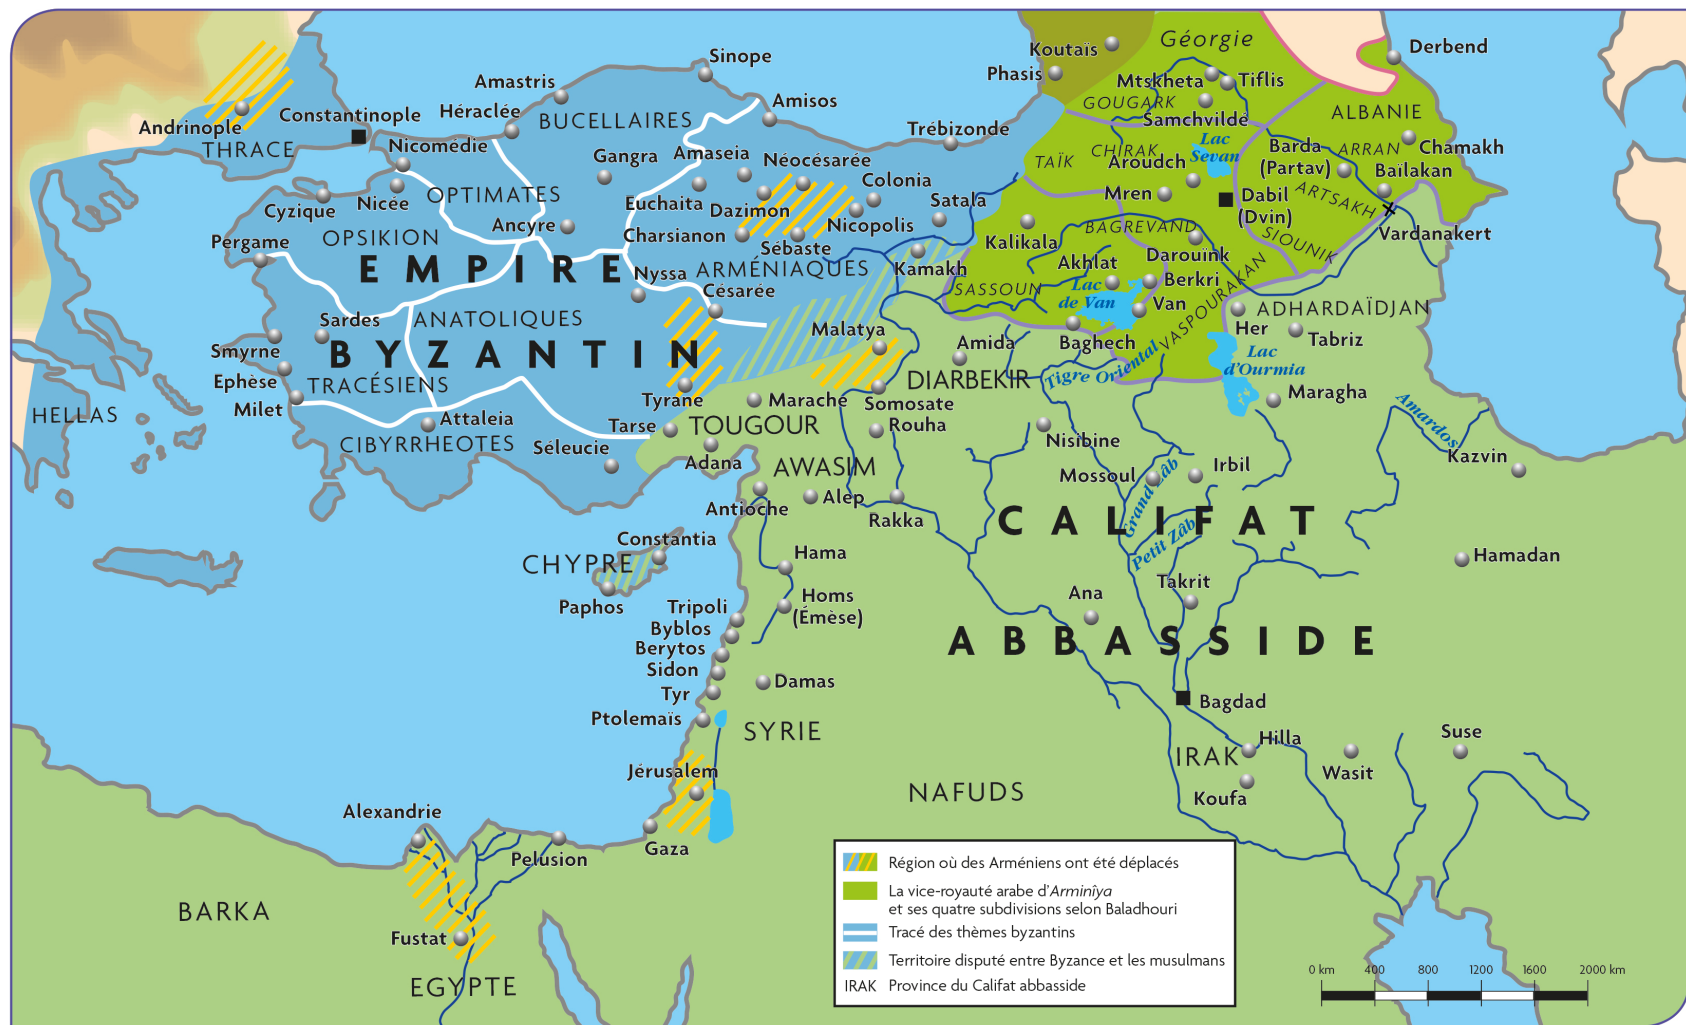 Koutaïs
Phasis
Géorgie
Derbend
Mtskheta
Tiflis
GOUGARK
Samchvildé
ALBANIE
Sinope
Amastris
Héraclée
Amisos
Constantinople
BUCELLAIRES
Andrinople
THRACE
Nicomédie
Trébizonde
TAÏK
CHIRAK
Aroudch
Lac
Sevan
Barda
(Partav)
ARRAN
Chamakh
Baïlakan
Gangra
Amaseia
Néocésarée
Colonia
OPTIMATES
Nicée
Cyzique
Euchaita
Dazimon
Satala
Mren
Dabil
(Dvin)
ARTSAKH
Vardanakert
Pergame
OPSIKION
Ancyre
Charsianon
Sébaste
Nicopolis
Kalikala
BAGREVAND
SIOUNIK
EMPIRE
Nyssa
ARMÉNIAQUES
Césarée
Kamakh
Akhlat
Darouïnk
Berkri
SASSOUN
Lac
de Van
Van
VASPOURAKAN
ADHARDAÏDJAN
Sardes
ANATOLIQUES
Malatya
Amida
Baghech
Her
Tabriz
Smyrne
BYZANTIN
Lac
d'Ourmia
Ephèse
TRACÉSIENS
DIARBEKIR
Tigre Oriental
Milet
HELLAS
Tyrane
Marache
Somosate
Maragha
Amardos
Attaleia
Tarse
TOUGOUR
Rouha
Nisibine
CIBYRRHEOTES
Séleucie
Adana
AWASIM
Mossoul
Grand Zâb
Irbil
Kazvin
Antioche
Alep
Rakka
CALIFAT
Petit Zâb
Constantia
CHYPRE
Hama
Hamadan
Paphos
Tripoli
Homs
(Émèse)
Ana
Takrit
Byblos
Berytos
ABBASSIDE
Sidon
Tyr
Damas
Bagdad
Ptolemaïs
SYRIE
Hilla
Suse
IRAK
Wasit
Jérusalem
NAFUDS
Koufa
Alexandrie
Gaza
Pelusion
BARKA
Fustat
EGYPTE
Région où des Arméniens ont été déplacés
La vice-royauté arabe d'Arminîya
et ses quatre subdivisions selon Baladhouri
Tracé des thèmes byzantins
Territoire disputé entre Byzance et les musulmans
IRAK Province du Califat abbasside
0 km 400 800 1200 1600 2000 km